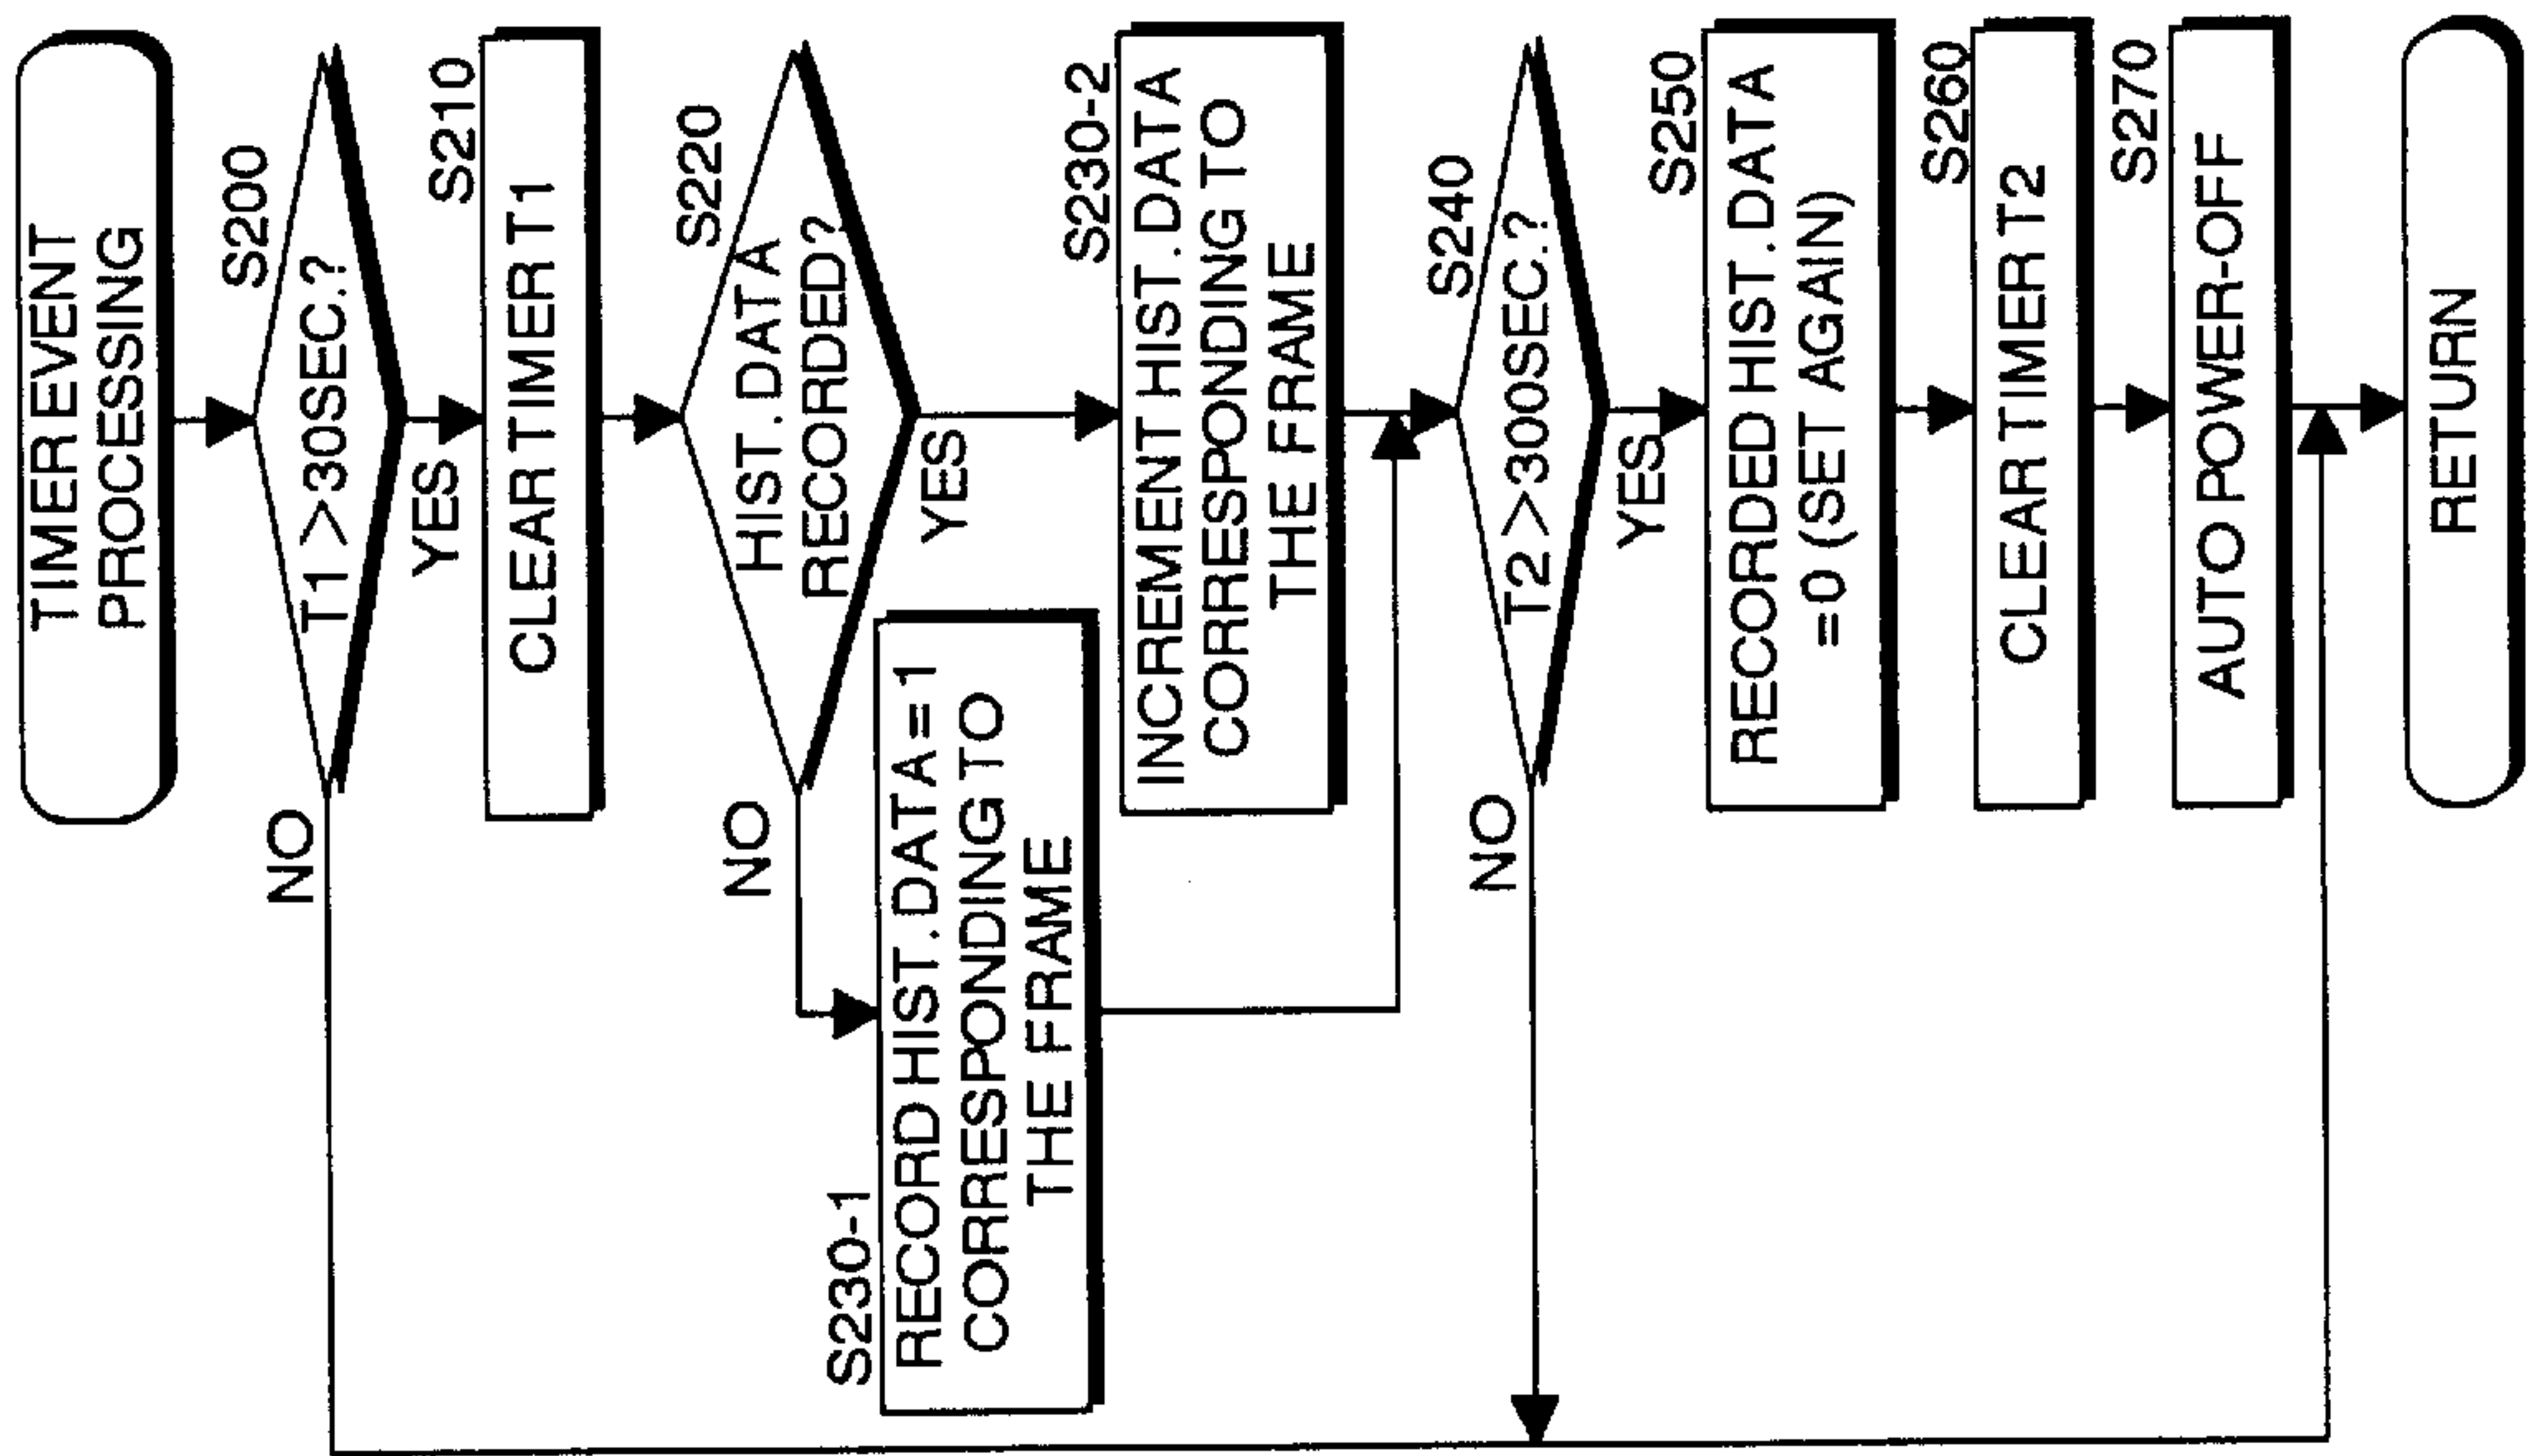 TIMER EVENT
PROCESSING
S200
T1 >30SEC.?
NO
YES
S210
CLEAR TIMER T1
S220
HIST.DATA
RECORDED?
NO
YES
S230-1
RECORD HIST.DATA=1
CORRESPONDING TO
THE FRAME
S230-2
INCREMENT HIST.DATA
CORRESPONDING TO
THE FRAME
S240
T2>300SEC.?
NO
YES
S250
RECORDED HIST.DATA
=0 (SET AGAIN)
S260
CLEAR TIMER T2
S270
AUTO POWER-OFF
RETURN